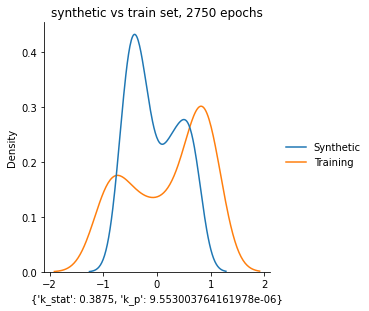 synthetic vs train set, 2750 epochs
0.4
0.3
0.2
0.1
0.0
Density
Synthetic
Training
−2
−1
0
1
2
{'k_stat': 0.3875, 'k_p': 9.553003764161978e-06}